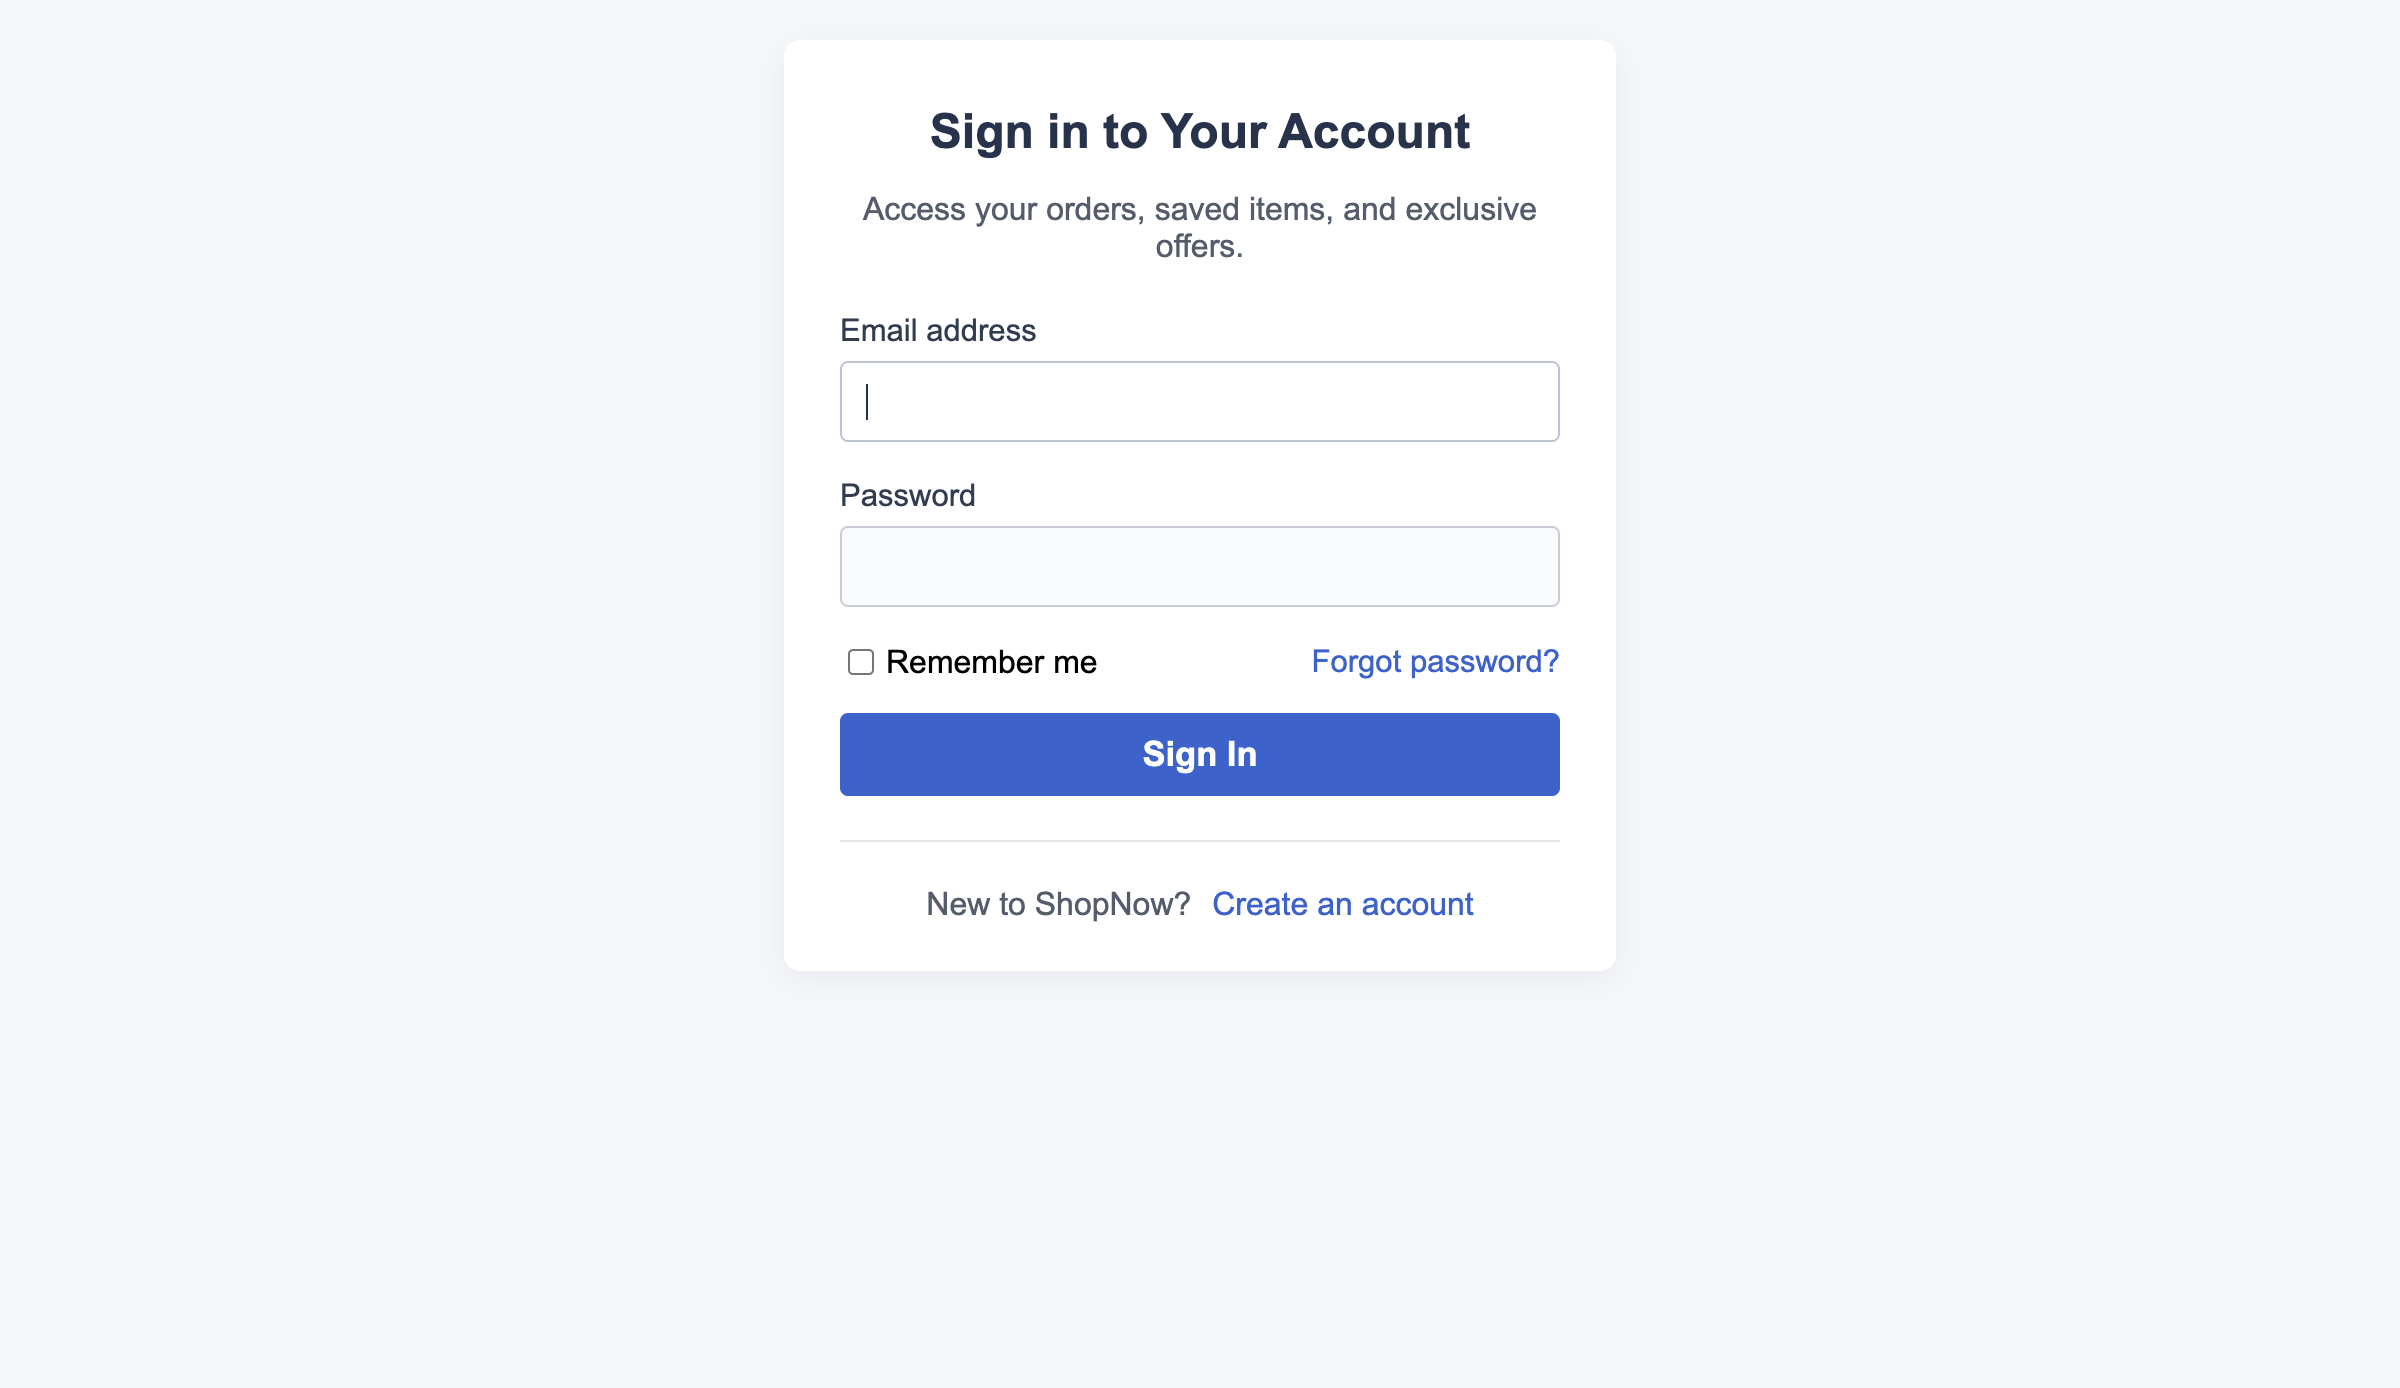 Sign in to Your Account
Access your orders, saved items, and exclusive
offers.
Email address
Password
Remember me
Forgot password?
Sign In
New to ShopNow? Create an account